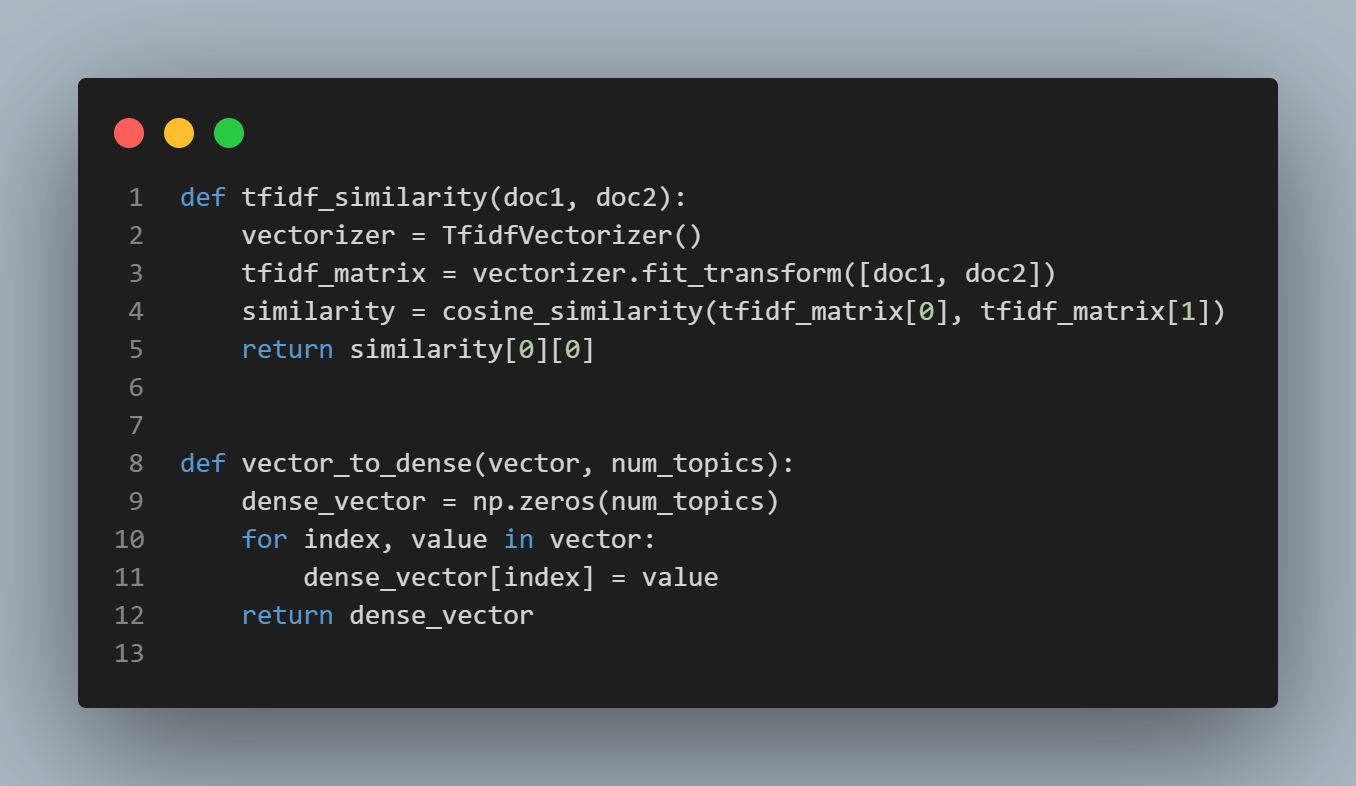 1 def tfidf_similarity(doc1, doc2):
2     vectorizer = TfidfVectorizer()
3     tfidf_matrix = vectorizer.fit_transform([doc1, doc2])
4     similarity = cosine_similarity(tfidf_matrix[0], tfidf_matrix[1])
5     return similarity[0][0]
6
7
8 def vector_to_dense(vector, num_topics):
9     dense_vector = np.zeros(num_topics)
10     for index, value in vector:
11         dense_vector[index] = value
12     return dense_vector
13